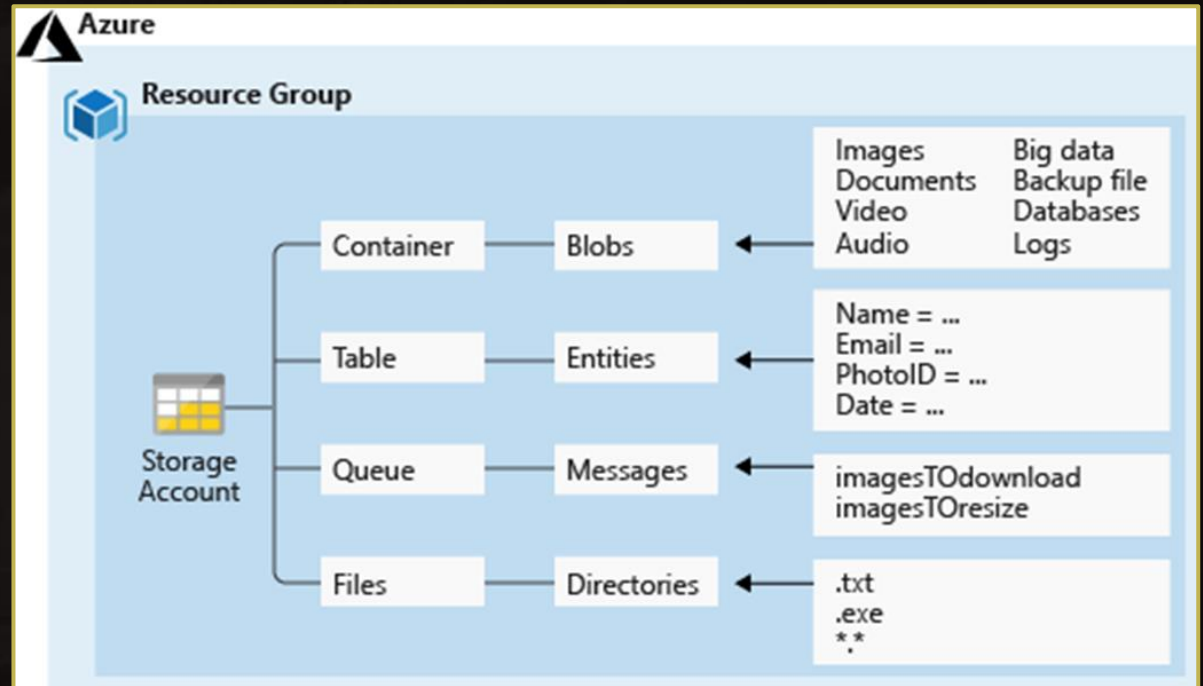 Azure
Resource Group
Images Big data
Documents Backup file
Video Databases
Audio Logs
Container Blobs
Name = ...
Email = ...
PhotoID = ...
Date = ...
Table Entities
Storage
Account
Queue Messages
imagesTOdownload
imagesTOresize
Files Directories
.txt
.exe
*.*